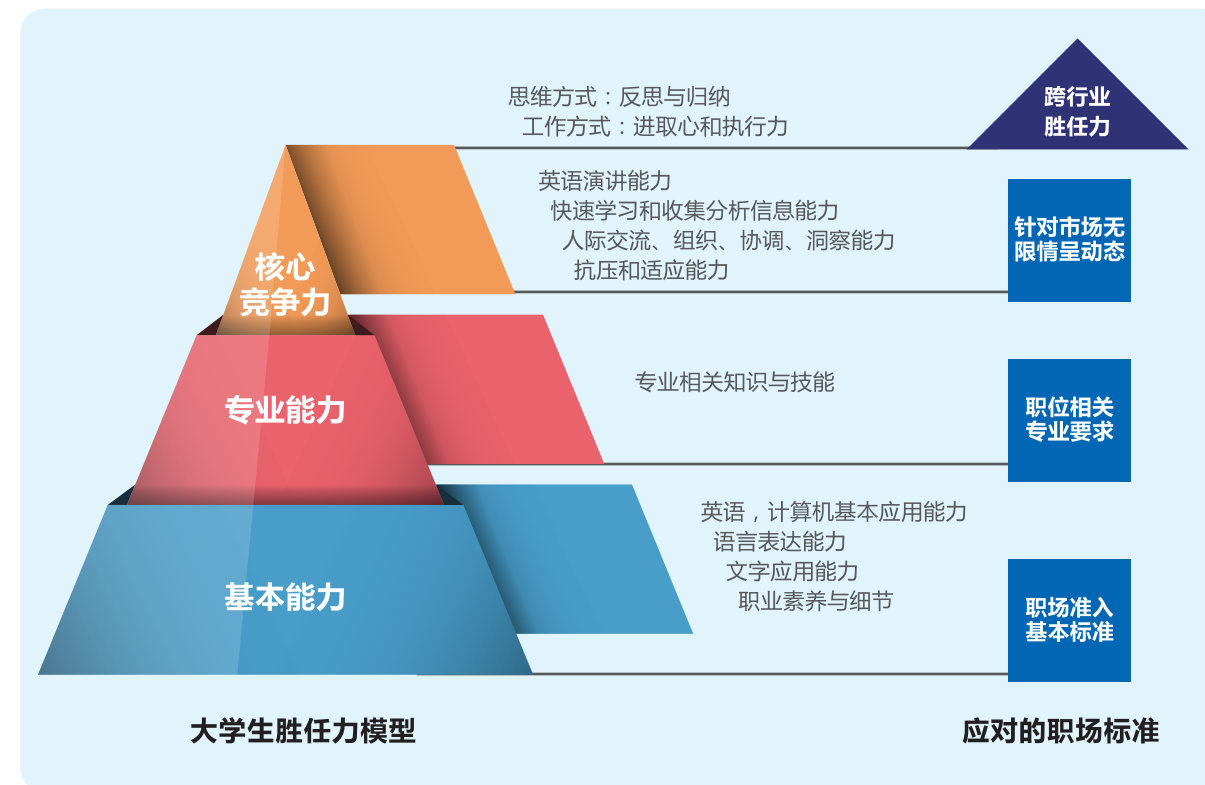 思维方式：反思与归纳
工作方式：进取心和执行力
跨行业
胜任力
核心
竞争力
英语演讲能力
快速学习和收集分析信息能力
人际交流、组织、协调、洞察能力
抗压和适应能力
针对市场无
限情呈动态
专业能力
专业相关知识与技能
职位相关
专业要求
基本能力
英语，计算机基本应用能力
语言表达能力
文字应用能力
职业素养与细节
职场准入
基本标准
大学生胜任力模型
应对的职场标准